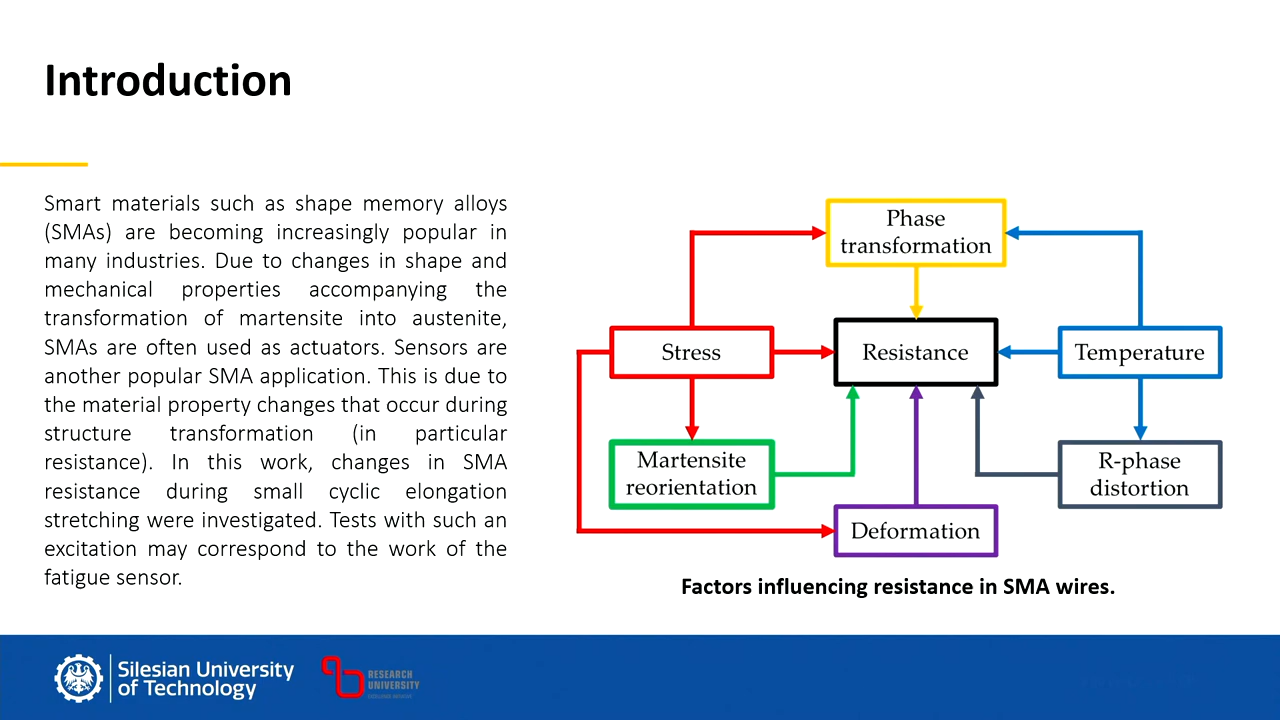 Introduction
Smart materials such as shape memory alloys
(SMAs) are becoming increasingly popular in
many industries. Due to changes in shape and
mechanical properties accompanying the
transformation of martensite into austenite,
SMAs are often used as actuators. Sensors are
another popular SMA application. This is due to
the material property changes that occur during
structure transformation (in particular
resistance). In this work, changes in SMA
resistance during small cyclic elongation
stretching were investigated. Tests with such an
excitation may correspond to the work of the
fatigue sensor.
Phase
transformation
Stress
Resistance
Temperature
Martensite
reorientation
R-phase
distortion
Deformation
Factors influencing resistance in SMA wires.
Silesian University
of Technology
RESEARCH
UNIVERSITY